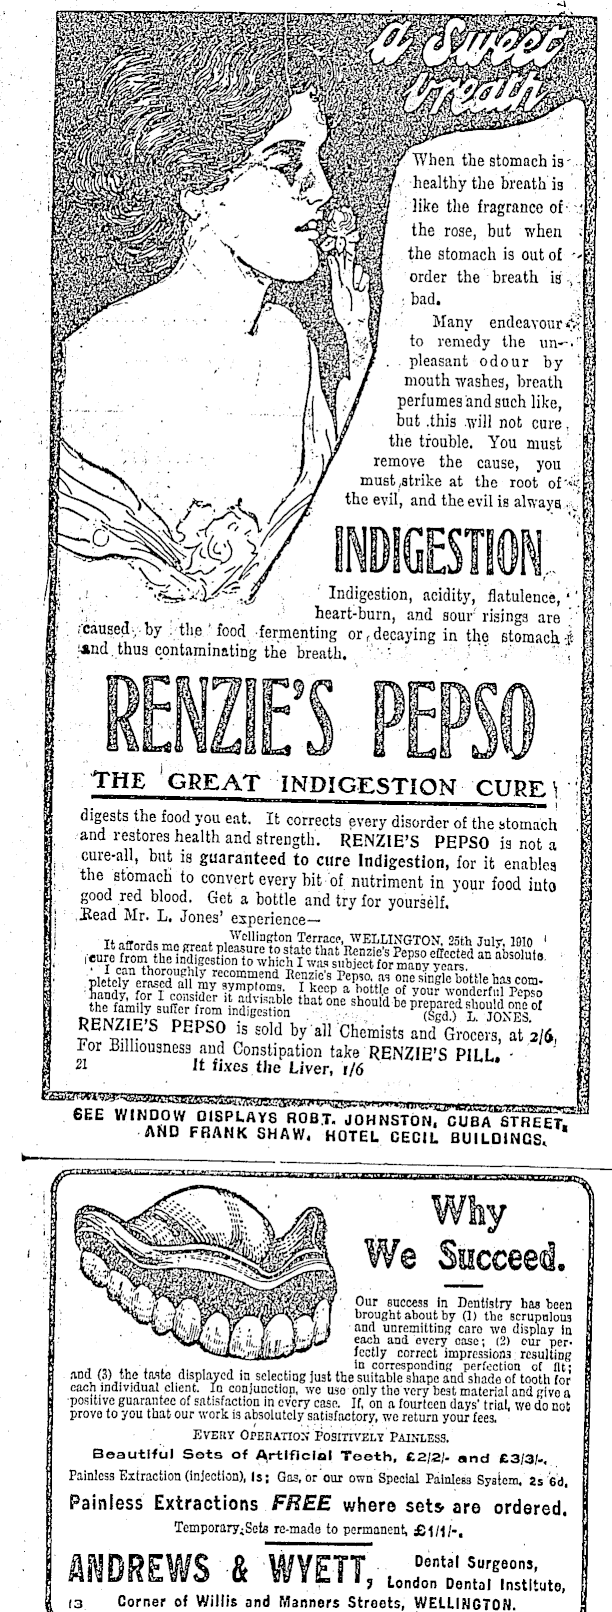 a Sweet
breath
When the stomach is
healthy the breath is
like the fragrance of
the rose, but when
the stomach is out of
order the breath is
bad.
Many endeavour
to remedy the un-
pleasant odour by
mouth washes, breath
perfumes and such like,
but this will not cure
the trouble. You must
remove the cause, you
must strike at the root of
the evil, and the evil is always
INDIGESTION
Indigestion, acidity, flatulence,
heart-burn, and sour risings are
caused by the food fermenting or decaying in the stomach
and thus contaminating the breath.
RENZIE'S PEPSO
THE GREAT INDIGESTION CURE
digests the food you eat. It corrects every disorder of the stomach
and restores health and strength. RENZIE'S PEPSO is not a
cure-all, but is guaranteed to cure Indigestion, for it enables
the stomach to convert every bit of nutriment in your food into
good red blood. Get a bottle and try for yourself.
Read Mr. L. Jones' experience—
Wellington Terrace, WELLINGTON, 25th July, 1910
It affords me great pleasure to state that Renzie's Pepso effected an absolute
cure from the indigestion to which I was subject for many years.
I can thoroughly recommend Renzie's Pepso, as one single bottle has com-
pletely erased all my symptoms. I keep a bottle of your wonderful Pepso
handy, for I consider it advisable that one should be prepared should one of
the family suffer from indigestion (Sgd.) L. JONES.
RENZIE'S PEPSO is sold by all Chemists and Grocers, at 2/6,
For Billiousness and Constipation take RENZIE'S PILL.
21 It fixes the Liver, 1/6
SEE WINDOW DISPLAYS ROBT. JOHNSTON, CUBA STREET,
AND FRANK SHAW, HOTEL CECIL BUILDINGS.
Why
We Succeed.
Our success in Dentistry has been
brought about by (1) the scrupulous
and unremitting care we display in
each and every case; (2) our per-
fectly correct impressions resulting
in corresponding perfection of fit;
and (3) the taste displayed in selecting just the suitable shape and shade of tooth for
each individual client. In conjunction, we use only the very best material and give a
positive guarantee of satisfaction in every case. If, on a fourteen days' trial, we do not
prove to you that our work is absolutely satisfactory, we return your fees.
EVERY OPERATION POSITIVELY PAINLESS.
Beautiful Sets of Artificial Teeth, £2/2/- and £3/3/-.
Painless Extraction (injection), 1s; Gas, or our own Special Painless System, 2s 6d.
Painless Extractions FREE where sets are ordered.
Temporary Sets re-made to permanent, £1/1/-.
ANDREWS & WYETT, Dental Surgeons,
London Dental Institute,
13 Corner of Willis and Manners Streets, WELLINGTON.